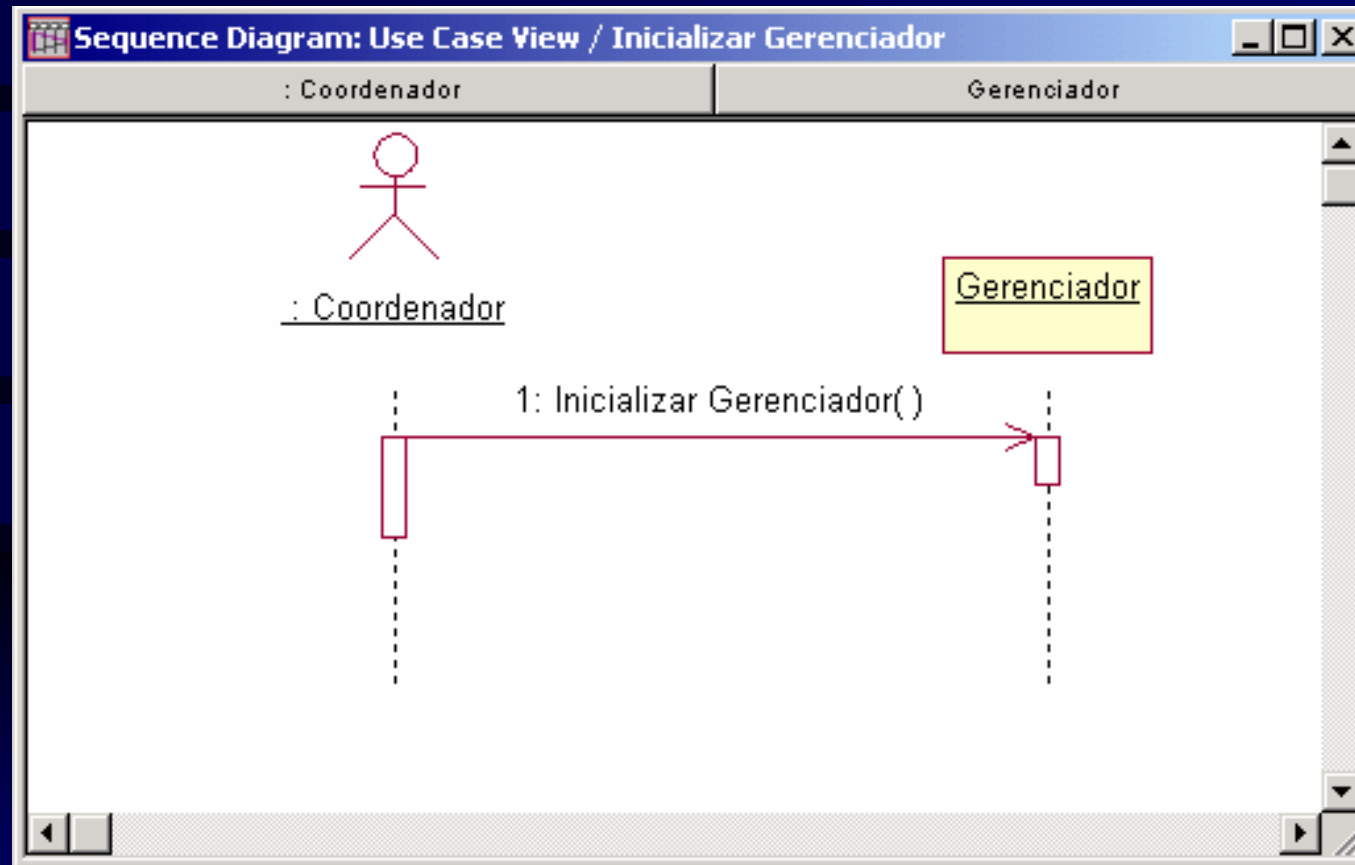 Sequence Diagram: Use Case View / Inicializar Gerenciador
: Coordenador
Gerenciador
: Coordenador
Gerenciador
1: Inicializar Gerenciador( )